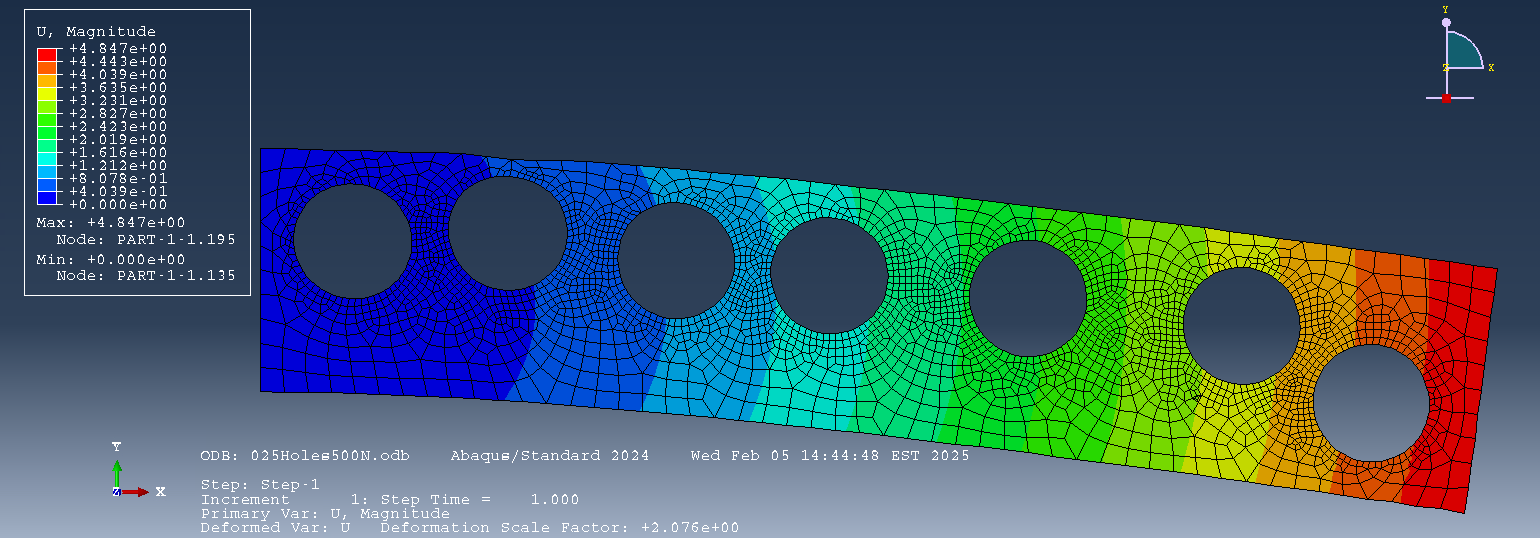 U, Magnitude
+4.847e+00
+4.443e+00
+4.039e+00
+3.635e+00
+3.231e+00
+2.827e+00
+2.423e+00
+2.019e+00
+1.616e+00
+1.212e+00
+8.078e-01
+4.039e-01
+0.000e+00
Max: +4.847e+00
Node: PART-1-1.195
Min: +0.000e+00
Node: PART-1-1.135
Y
Z
X
Y
Z
X
ODB: 025Holes500N.odb Abaqus/Standard 2024 Wed Feb 05 14:44:48 EST 2025
Step: Step-1
Increment 1: Step Time = 1.000
Primary Var: U, Magnitude
Deformed Var: U Deformation Scale Factor: +2.076e+00